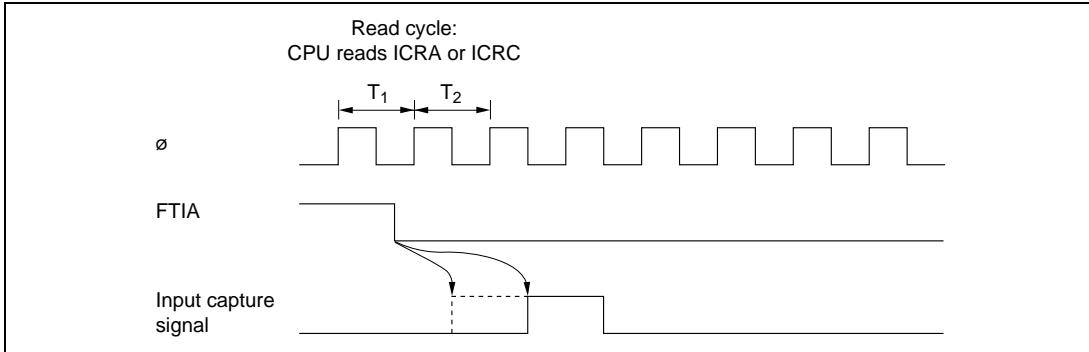 Read cycle:
CPU reads ICRA or ICRC
T1 T2
ø
FTIA
Input capture
signal